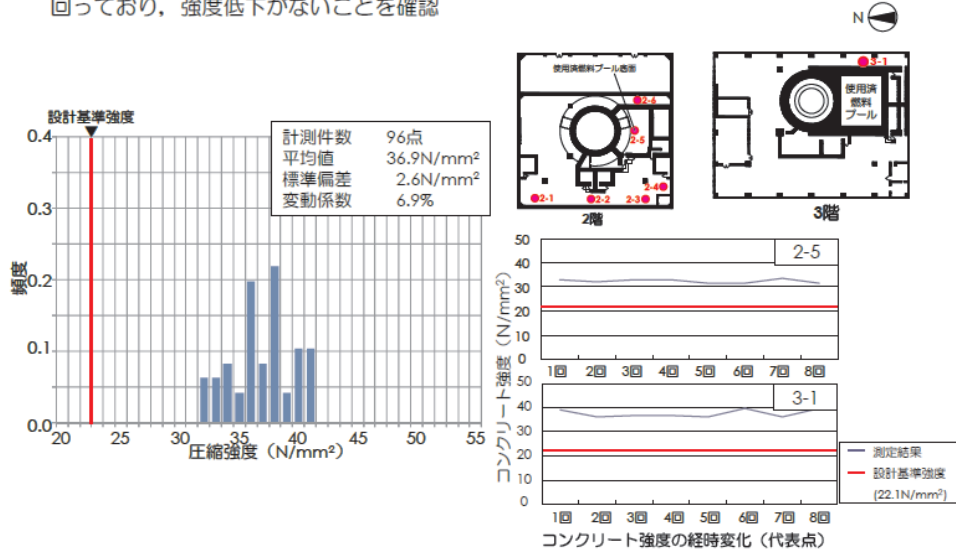 回っており，強度低下がないことを確認
N
設計基準強度
0.4
0.3
0.2
0.1
0.0
頻度
20 25 30 35 40 45 50 55
圧縮強度（N/mm²）
計測件数 96点
平均値 36.9N/mm²
標準偏差 2.6N/mm²
変動係数 6.9%
使用済燃料プール底面
2-6
2-5
2-4
2-1
2-2
2-3
2階
3-1
使用済
燃料
プール
3階
コンクリート強度（N/mm²）
2-5
50
40
30
20
10
0
1回 2回 3回 4回 5回 6回 7回 8回
3-1
50
40
30
20
10
0
1回 2回 3回 4回 5回 6回 7回 8回
コンクリート強度の経時変化（代表点）
測定結果
設計基準強度
(22.1N/mm²)